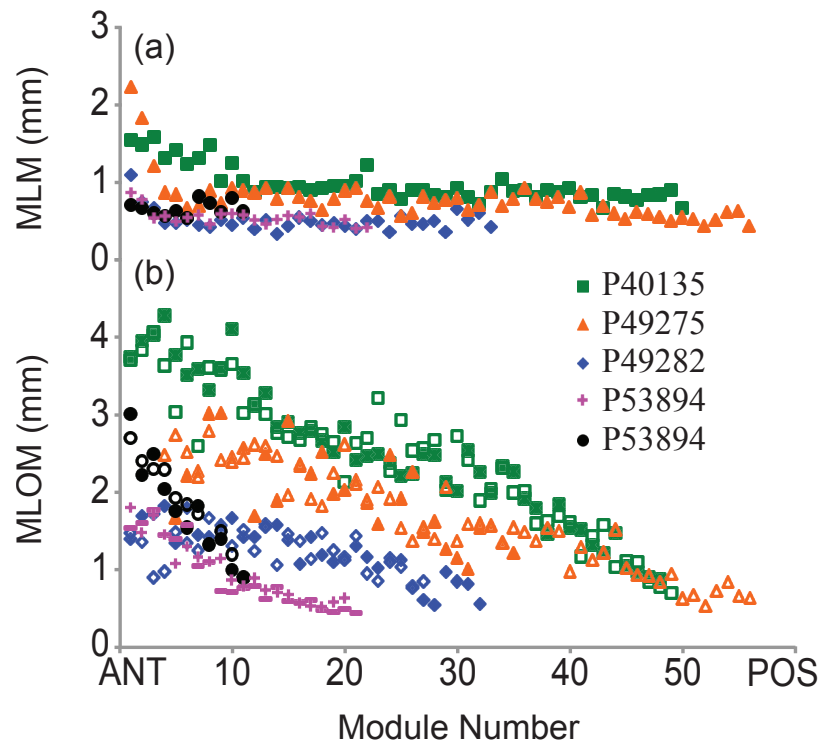 3
(a)
2
1
0
MLM (mm)
(b)
4
3
2
1
0
MLOM (mm)
P40135
P49275
P49282
P53894
P53894
ANT 10 20 30 40 50 POS
Module Number